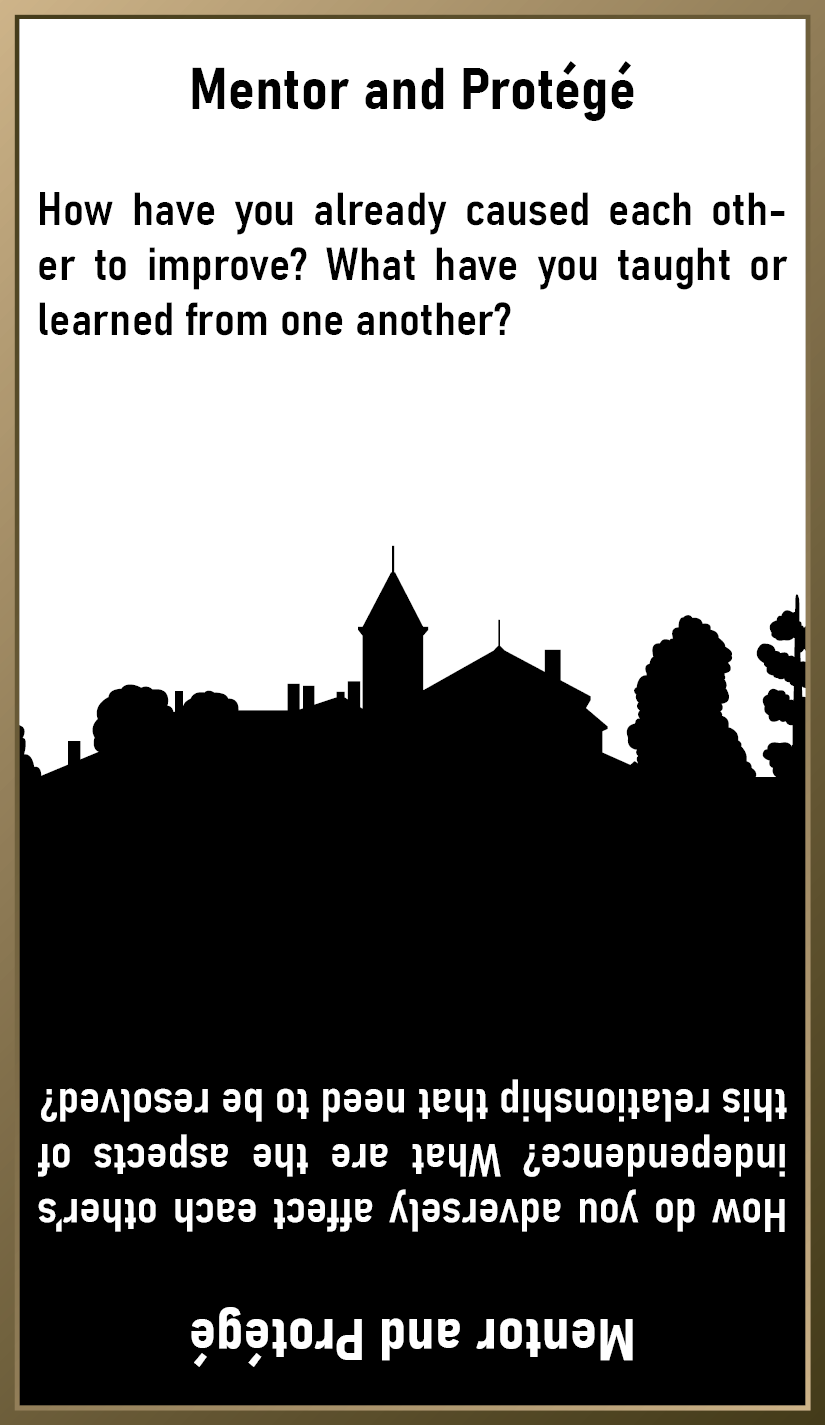 Mentor and Protégé
How have you already caused each oth-
er to improve? What have you taught or
learned from one another?
Mentor and Protégé
How do you adversely affect each other's
independence? What are the aspects of
this relationship that need to be resolved?